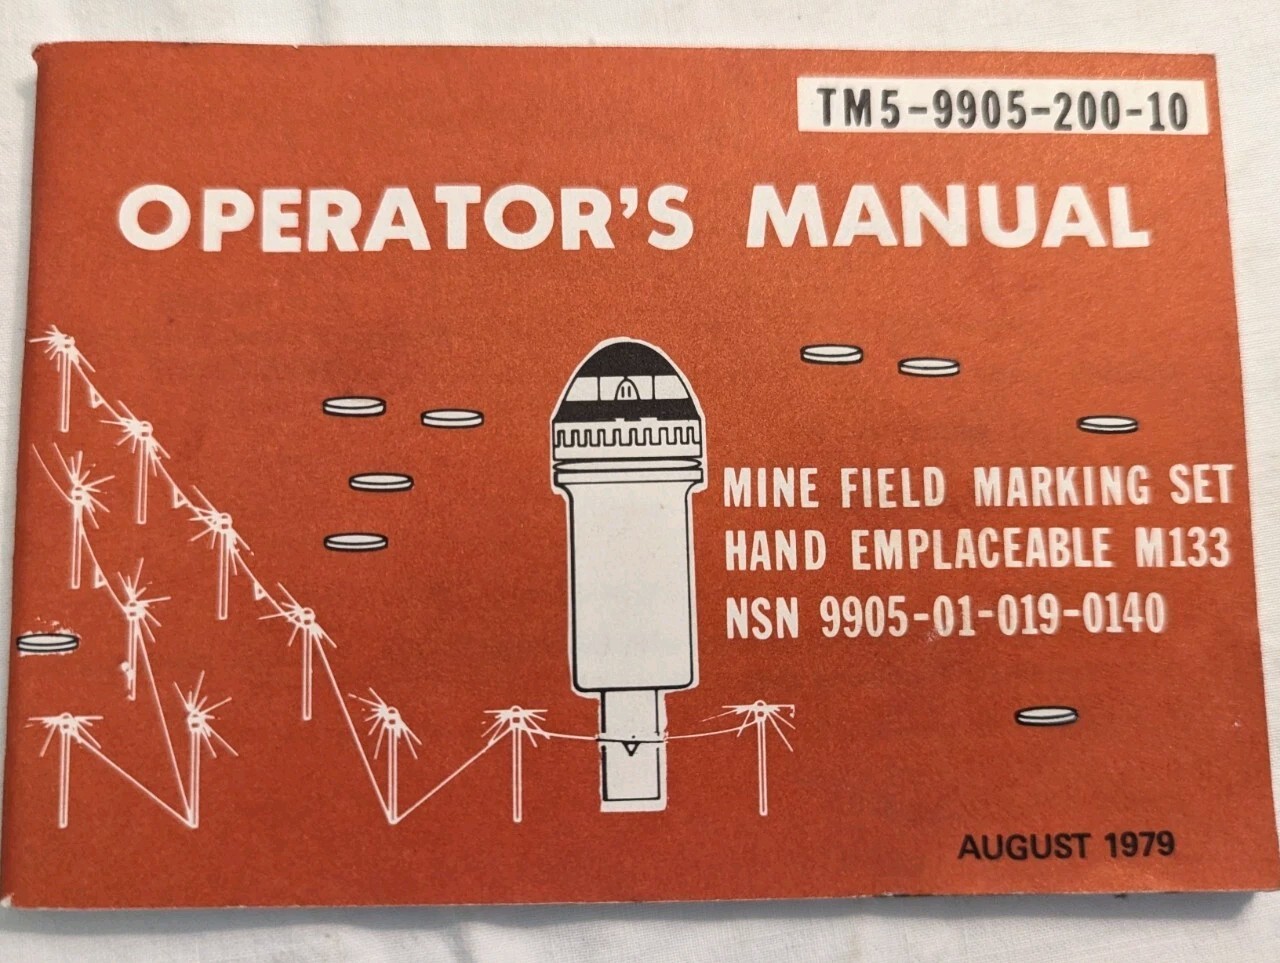 TM5-9905-200-10
OPERATOR'S MANUAL
MINE FIELD MARKING SET
HAND EMPLACEABLE M133
NSN 9905-01-019-0140
AUGUST 1979